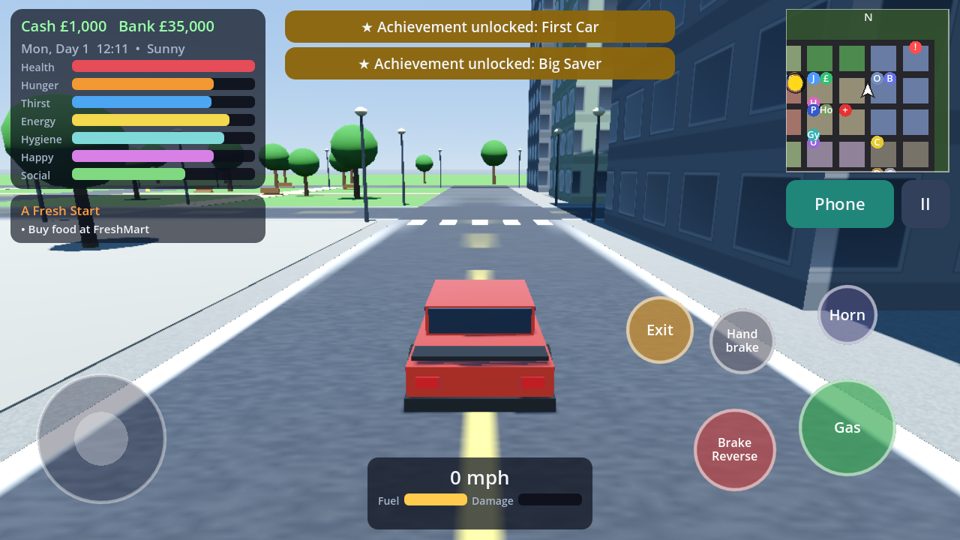 Cash £1,000 Bank £35,000
Mon, Day 1 12:11 • Sunny
Health
Hunger
Thirst
Energy
Hygiene
Happy
Social
A Fresh Start
• Buy food at FreshMart
★ Achievement unlocked: First Car
★ Achievement unlocked: Big Saver
N
!
J £
O B
H
P Ho +
Gy
U
C
Phone
II
Exit
Hand
brake
Horn
Brake
Reverse
Gas
0 mph
Fuel
Damage